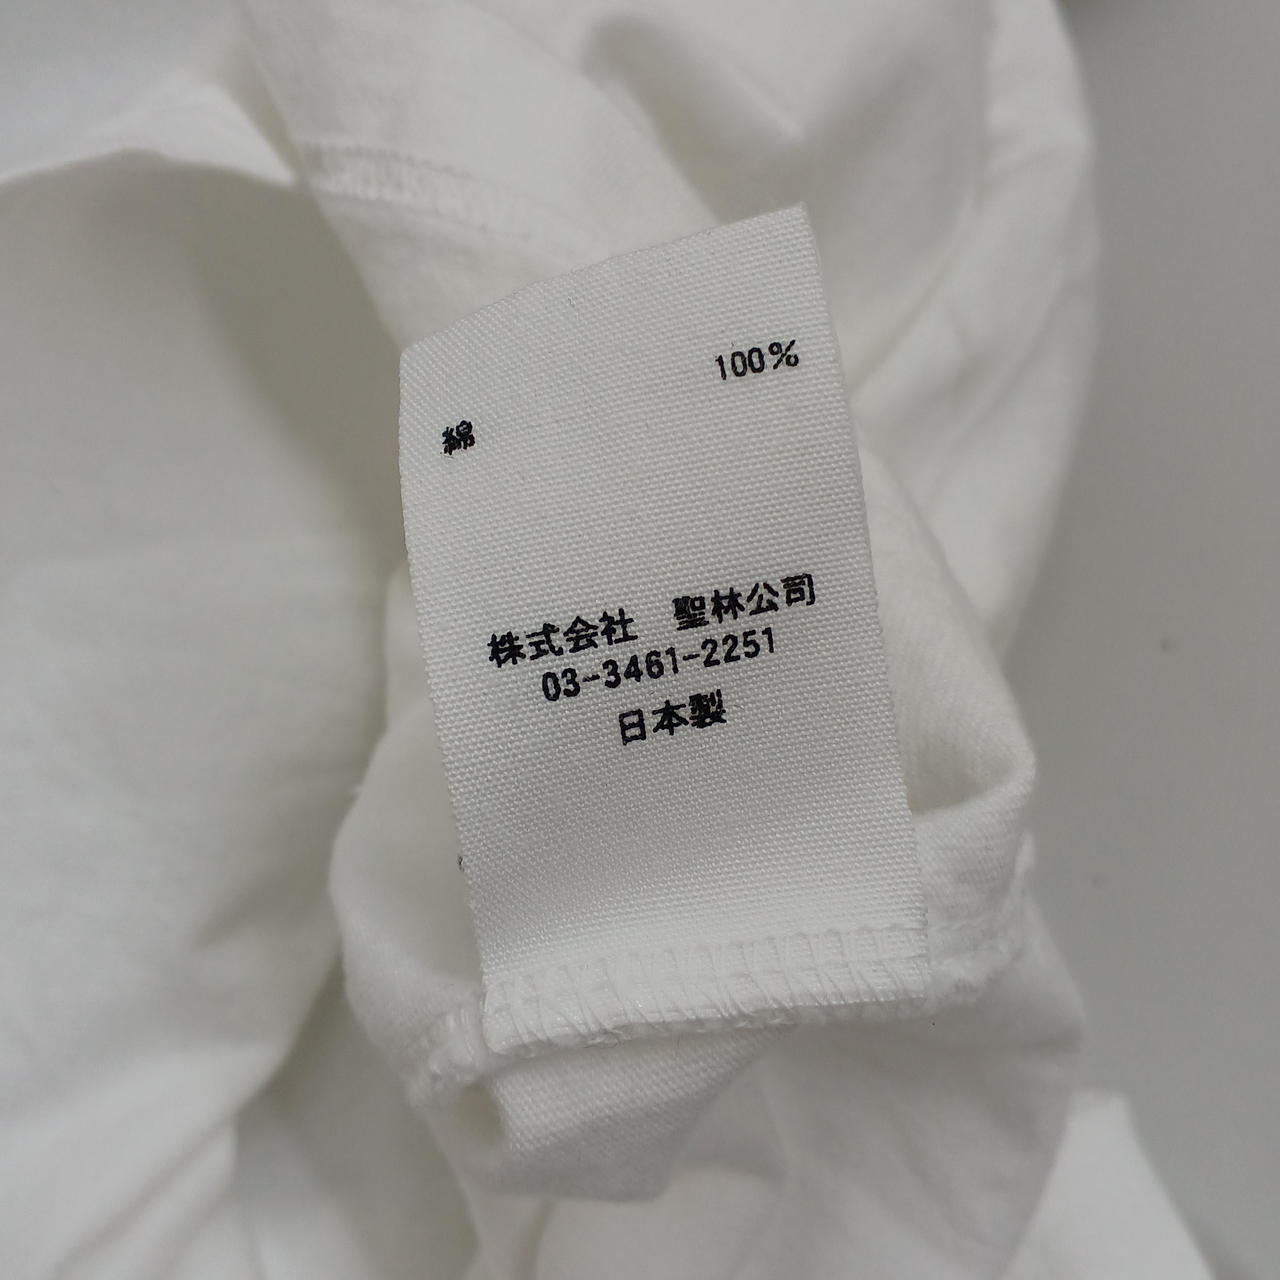 綿 100%
株式会社 聖林公司
03-3461-2251
日本製